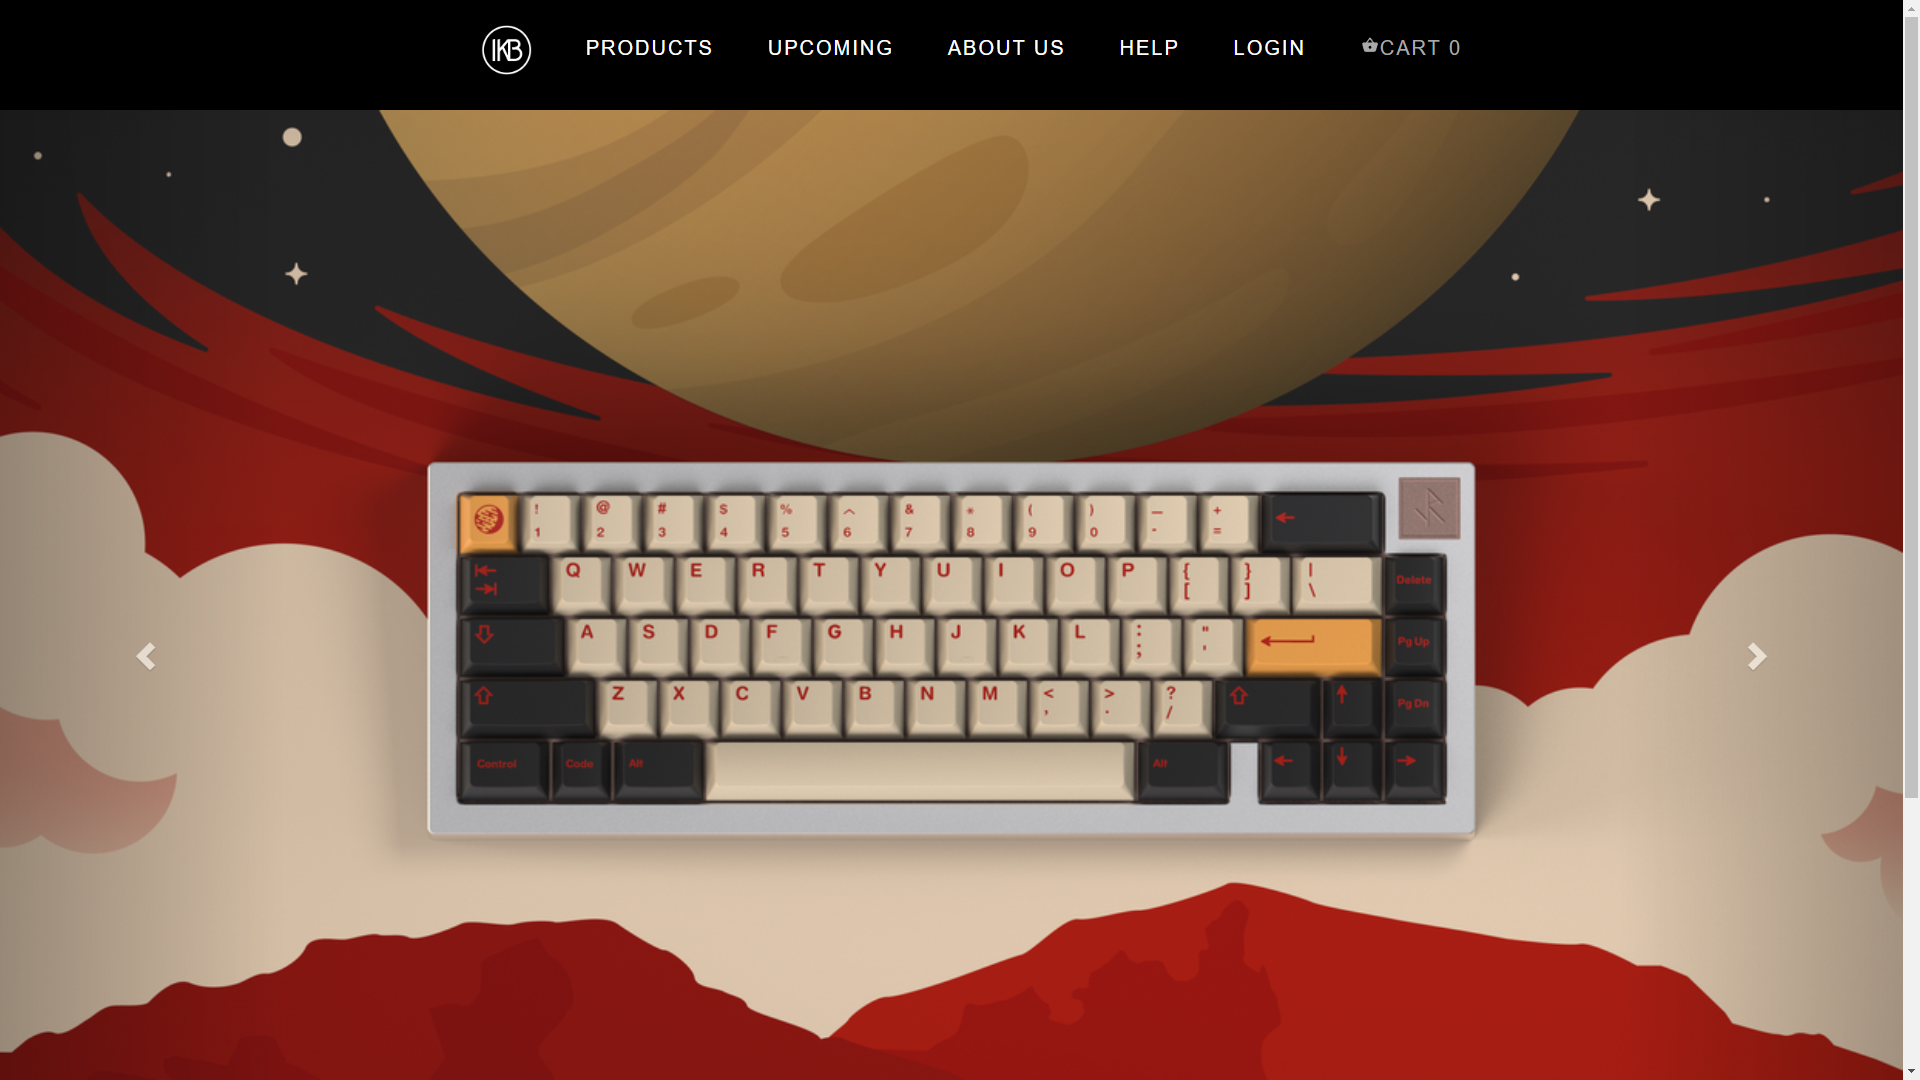 IKB PRODUCTS UPCOMING ABOUT US HELP LOGIN CART 0
! @ # $ % ^ & * ( ) — +
1 2 3 4 5 6 7 8 9 0 - =
Q W E R T Y U I O P { } |
[ ] \
Delete
A S D F G H J K L : "
; '
Pg Up
Z X C V B N M < > ?
, . /
Pg Dn
Control Code Alt Alt